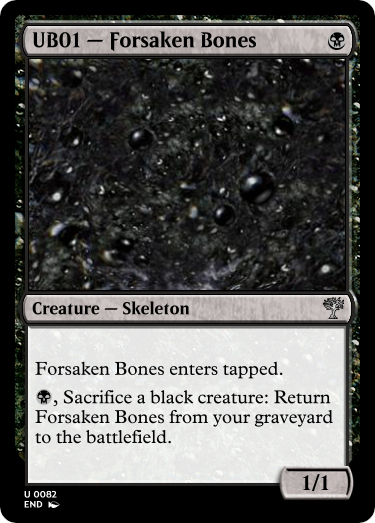 UB01 — Forsaken Bones
Creature — Skeleton
Forsaken Bones enters tapped.
, Sacrifice a black creature: Return
Forsaken Bones from your graveyard
to the battlefield.
1/1
U 0082
END